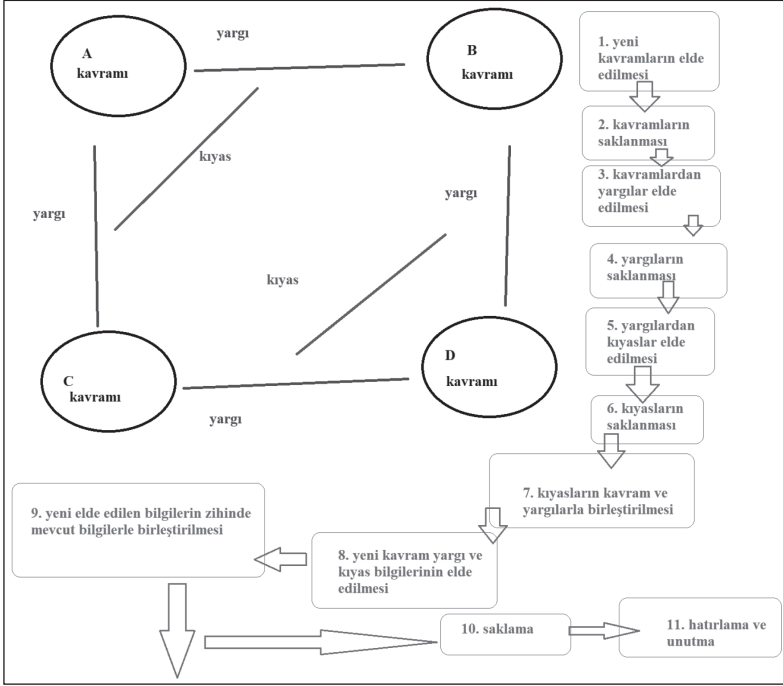 yargı
A
kavramı
B
kavramı
kıyas
yargı
yargı
kıyas
C
kavramı
D
kavramı
yargı
1. yeni
kavramların elde
edilmesi
2. kavramların
saklanması
3. kavramlardan
yargılar elde
edilmesi
4. yargıların
saklanması
5. yargılardan
kıyaslar elde
edilmesi
6. kıyasların
saklanması
7. kıyasların kavram ve
yargılarla birleştirilmesi
8. yeni kavram yargı ve
kıyas bilgilerinin elde
edilmesi
9. yeni elde edilen bilgilerin zihinde
mevcut bilgilerle birleştirilmesi
10. saklama
11. hatırlama ve
unutma